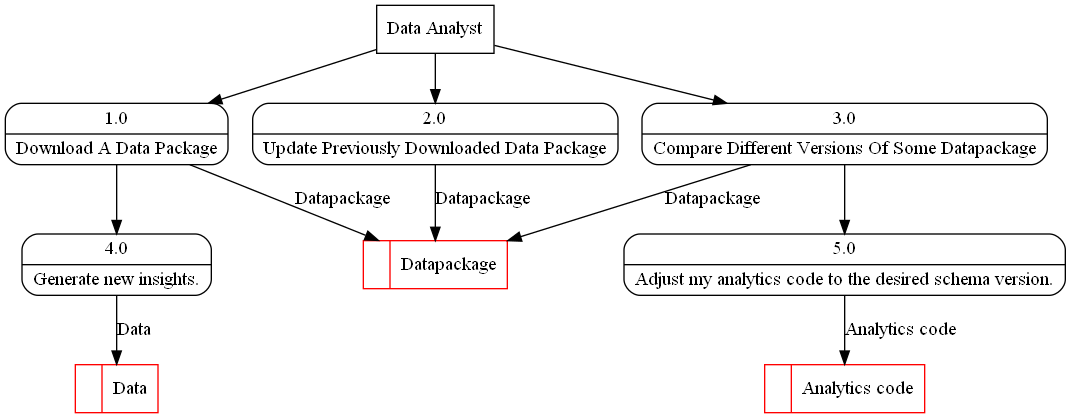 Data Analyst
1.0
Download A Data Package
2.0
Update Previously Downloaded Data Package
3.0
Compare Different Versions Of Some Datapackage
Datapackage
Datapackage
Datapackage
4.0
Generate new insights.
Datapackage
5.0
Adjust my analytics code to the desired schema version.
Data
Analytics code
Data
Analytics code